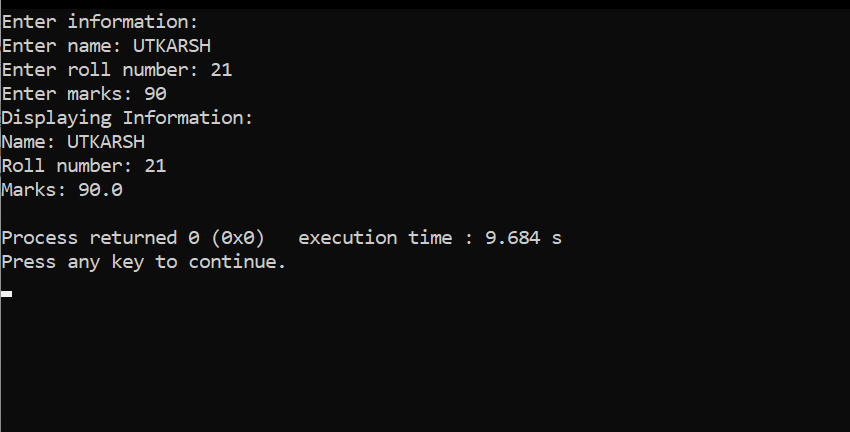 Enter information:
Enter name: UTKARSH
Enter roll number: 21
Enter marks: 90
Displaying Information:
Name: UTKARSH
Roll number: 21
Marks: 90.0
Process returned 0 (0x0)   execution time : 9.684 s
Press any key to continue.